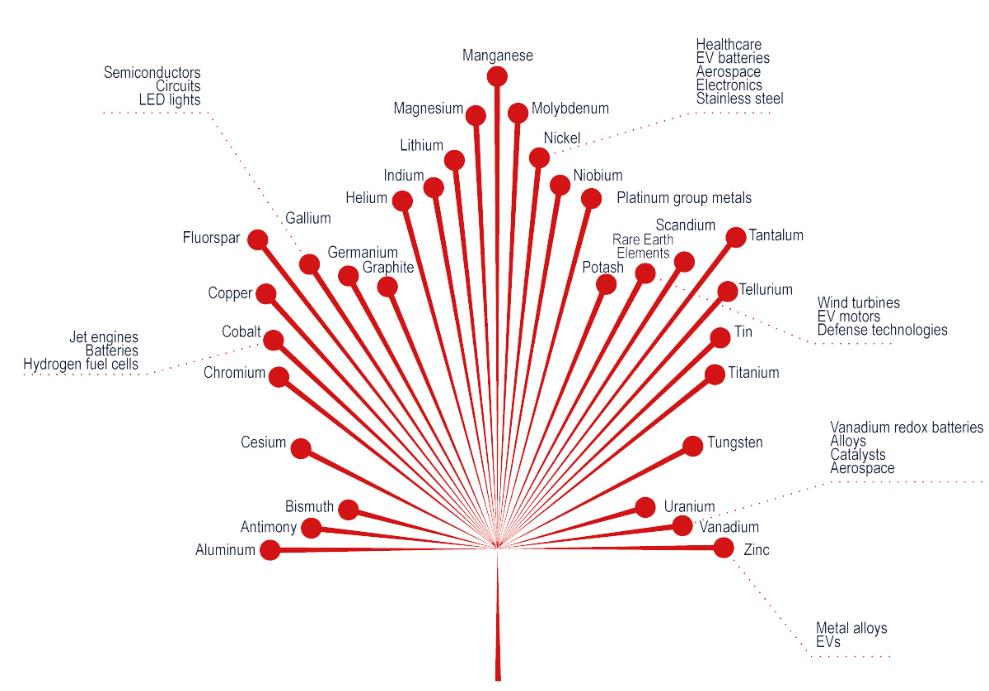 Manganese
Semiconductors
Circuits
LED lights
Healthcare
EV batteries
Aerospace
Electronics
Stainless steel
Magnesium
Molybdenum
Lithium
Nickel
Indium
Niobium
Helium
Platinum group metals
Gallium
Scandium
Fluorspar
Tantalum
Rare Earth
Elements
Germanium
Graphite
Potash
Copper
Tellurium
Wind turbines
EV motors
Defense technologies
Cobalt
Tin
Jet engines
Batteries
Hydrogen fuel cells
Chromium
Titanium
Cesium
Tungsten
Vanadium redox batteries
Alloys
Catalysts
Aerospace
Bismuth
Uranium
Antimony
Vanadium
Aluminum
Zinc
Metal alloys
EVs